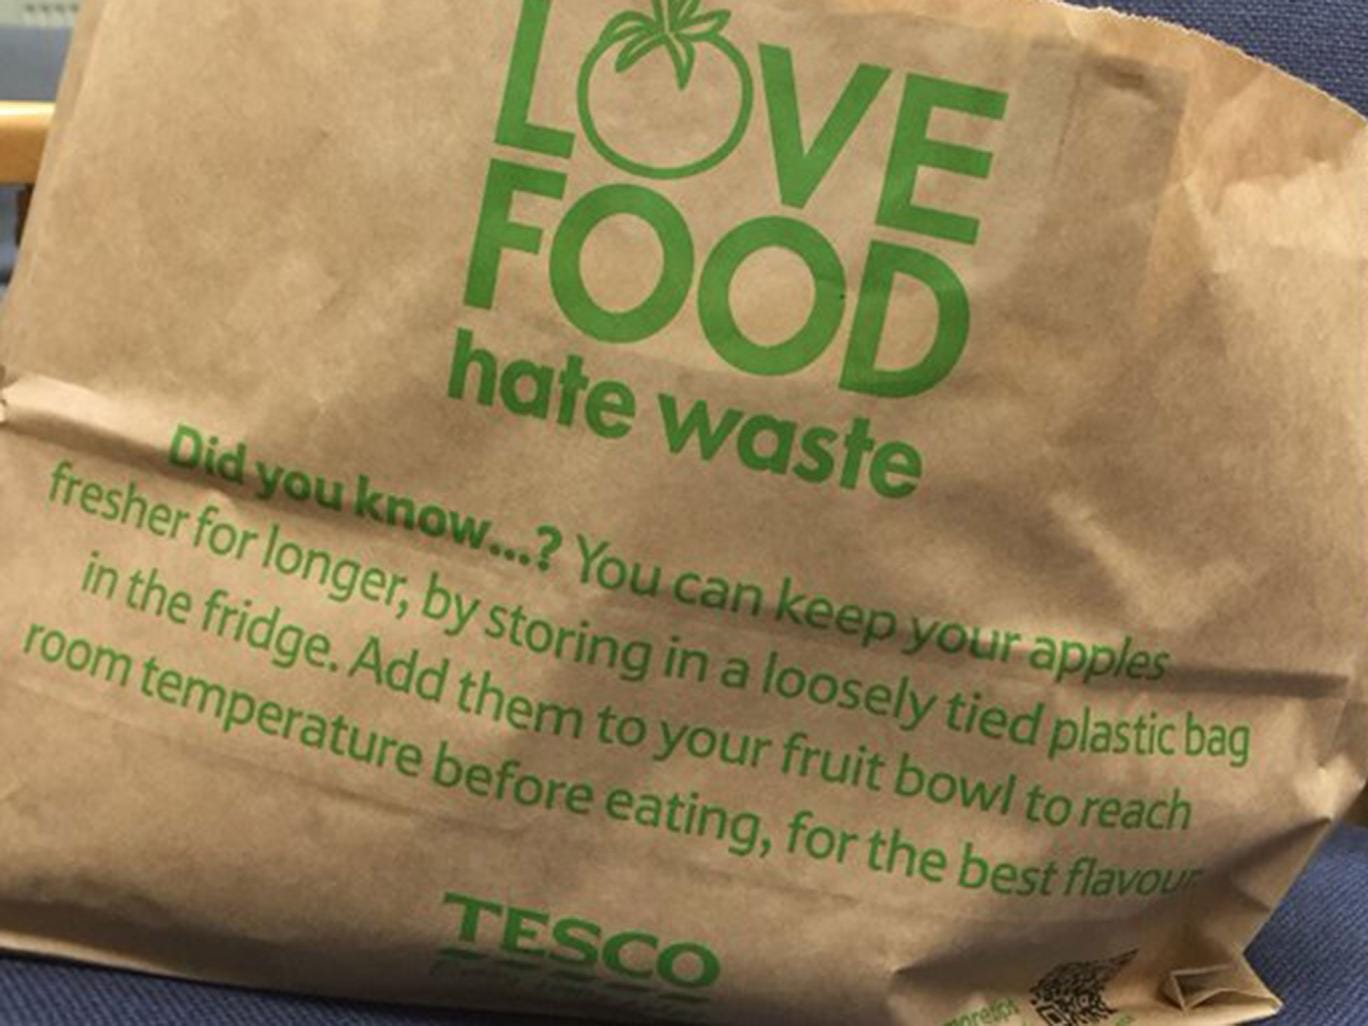 LOVE
FOOD
hate waste
Did you know...? You can keep your apples
fresher for longer, by storing in a loosely tied plastic bag
in the fridge. Add them to your fruit bowl to reach
room temperature before eating, for the best flavour
TESCO